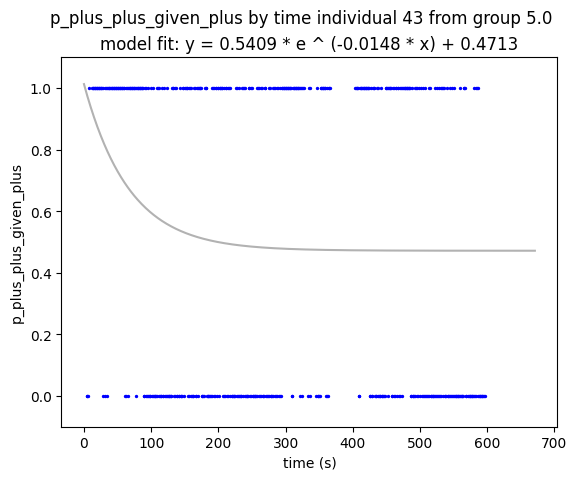 p_plus_plus_given_plus by time individual 43 from group 5.0
model fit: y = 0.5409 * e ^ (-0.0148 * x) + 0.4713
1.0
0.8
0.6
0.4
0.2
0.0
p_plus_plus_given_plus
0 100 200 300 400 500 600 700
time (s)